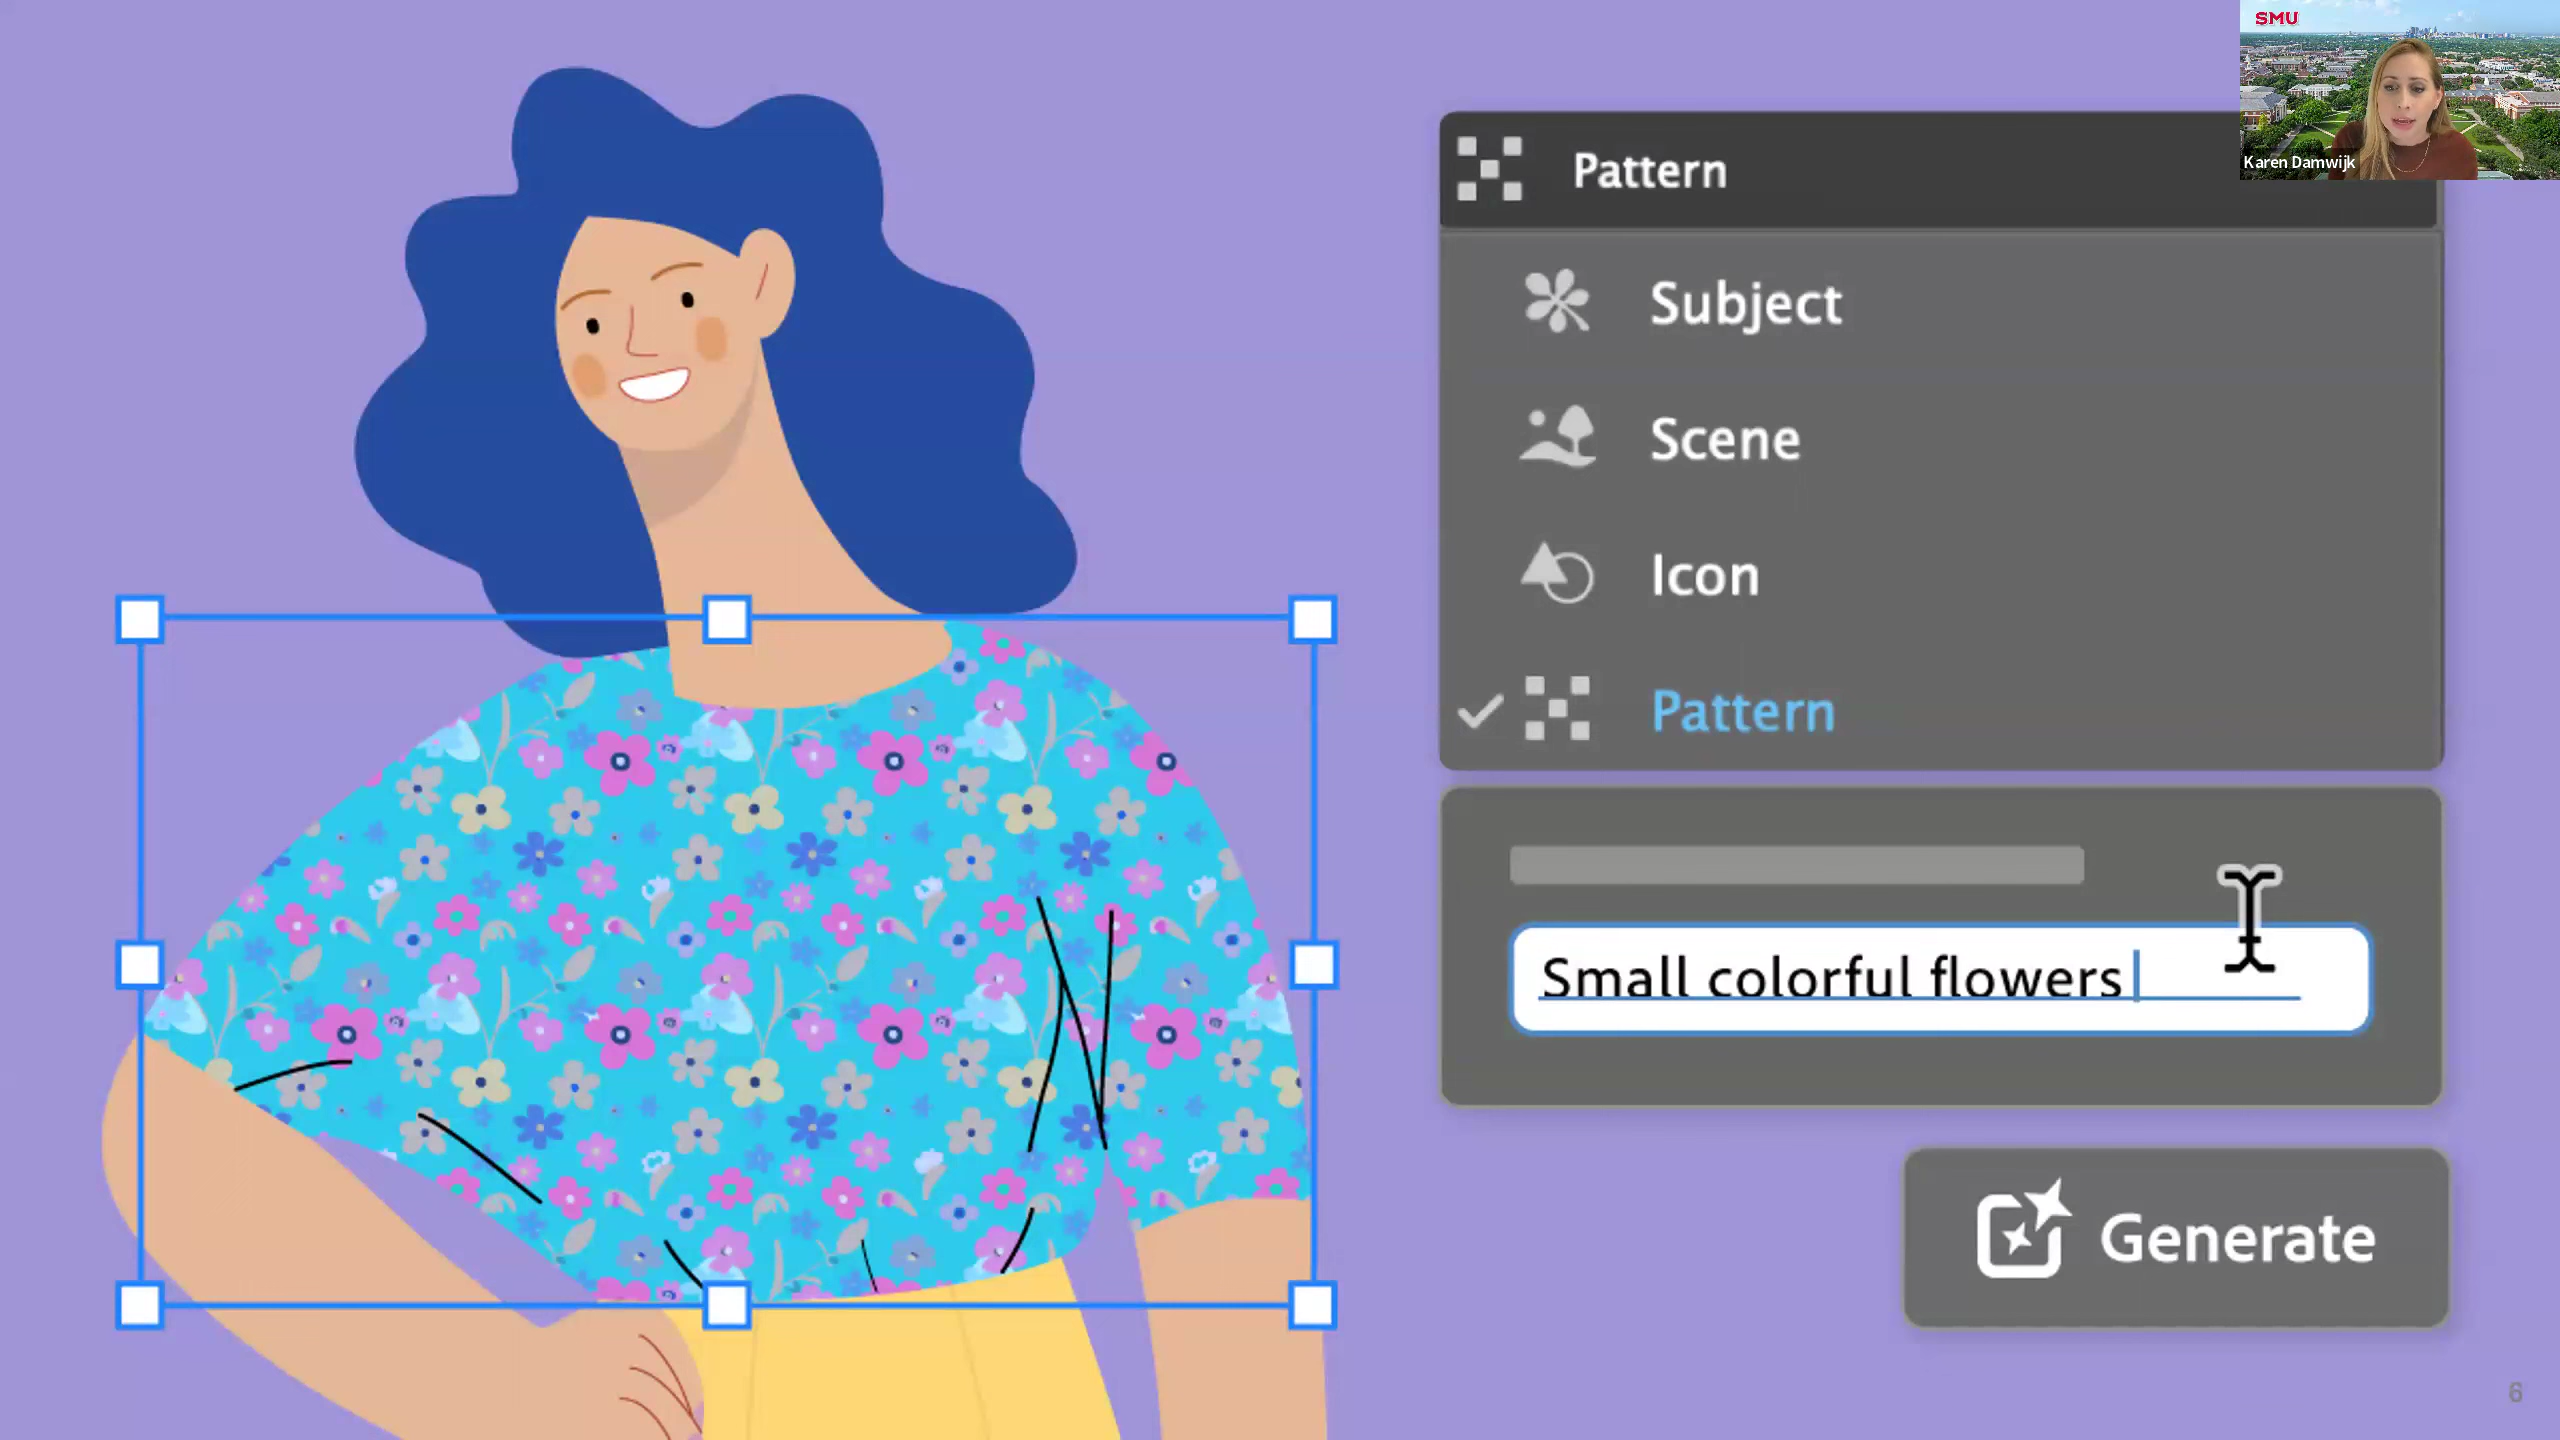 SMU
Karen Damwijk
Pattern
Subject
Scene
Icon
Pattern
Small colorful flowers
Generate
6